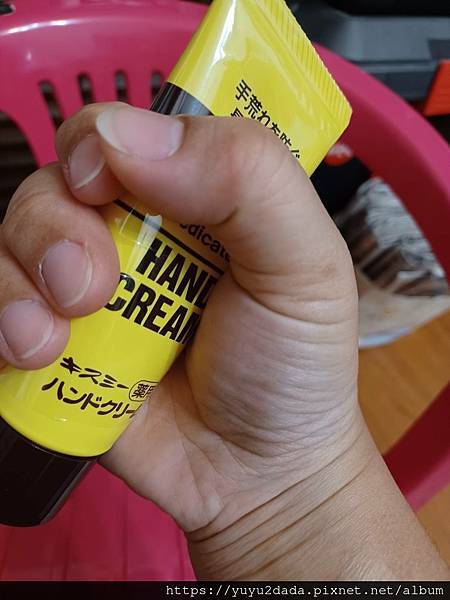 手荒れを防ぐ
HAND
CREAM
キスミー 薬用
ハンドクリー
https://yuyu2dada.pixnet.net/album